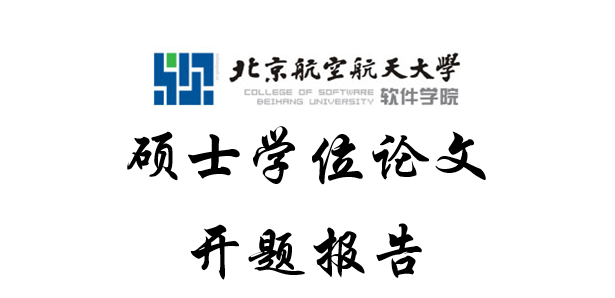 北京航空航天大學
COLLEGE OF SOFTWARE
BEIHANG UNIVERSITY
软件学院
硕士学位论文
开题报告